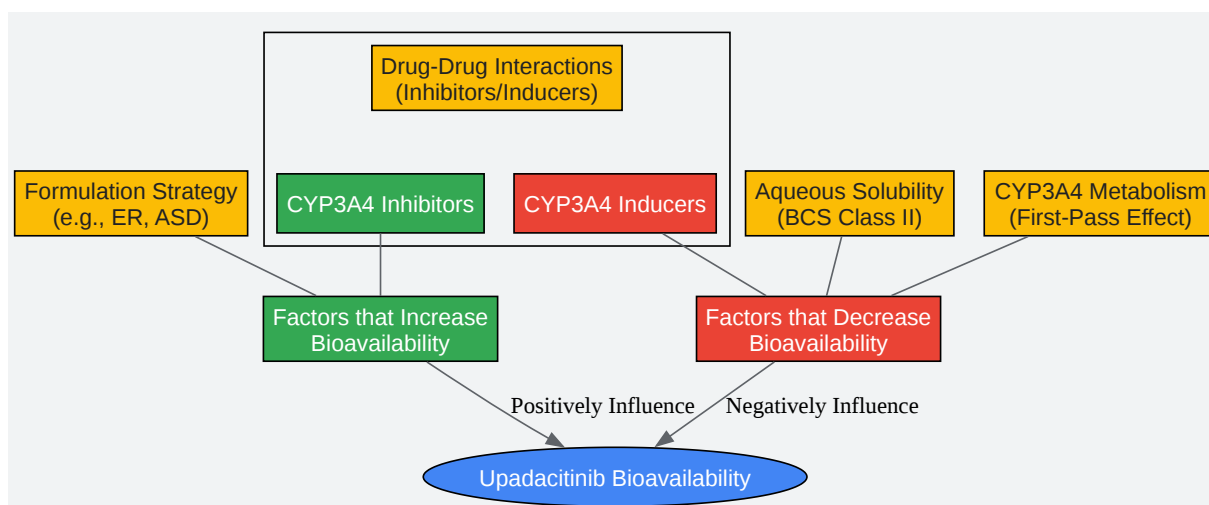 Drug-Drug Interactions
(Inhibitors/Inducers)
Formulation Strategy
(e.g., ER, ASD)
CYP3A4 Inhibitors
CYP3A4 Inducers
Aqueous Solubility
(BCS Class II)
CYP3A4 Metabolism
(First-Pass Effect)
Factors that Increase
Bioavailability
Factors that Decrease
Bioavailability
Positively Influence
Negatively Influence
Upadacitinib Bioavailability